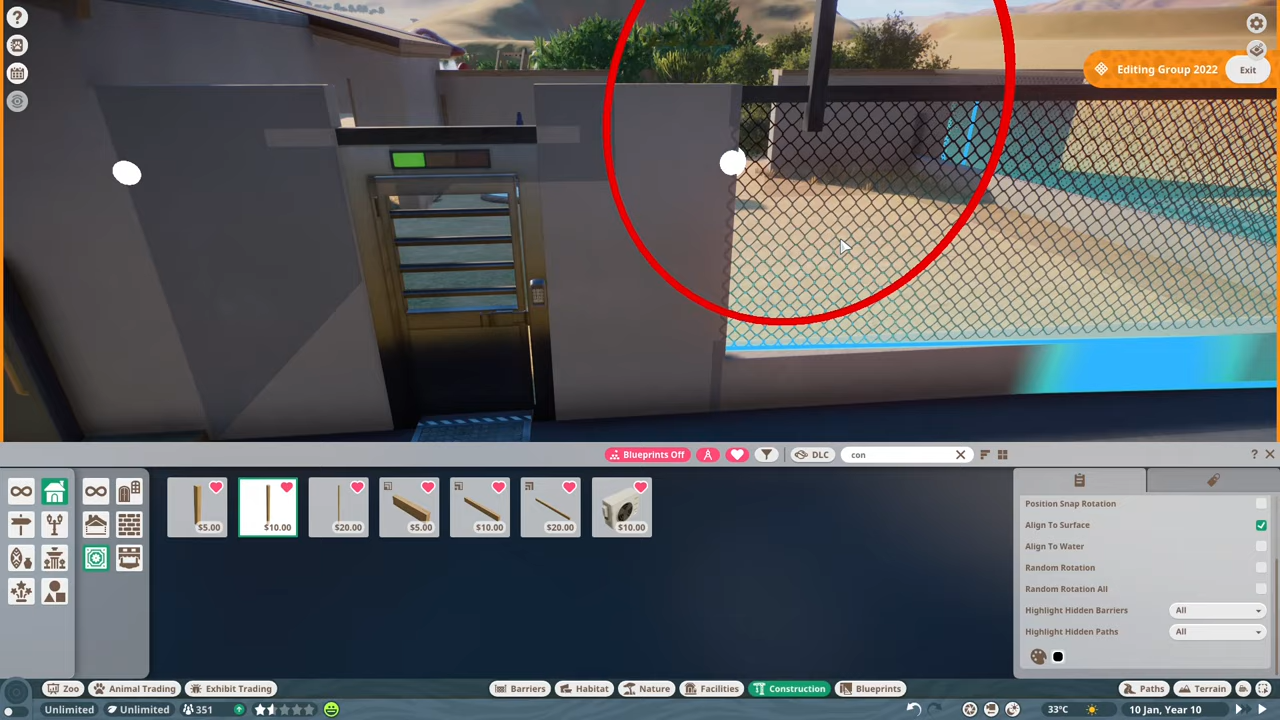 Editing Group 2022
Exit
Blueprints Off
DLC
con
$5.00
$10.00
$20.00
$5.00
$10.00
$20.00
$10.00
Position Snap Rotation
Align To Surface
Align To Water
Random Rotation
Random Rotation All
Highlight Hidden Barriers
All
Highlight Hidden Paths
All
Zoo
Animal Trading
Exhibit Trading
Barriers
Habitat
Nature
Facilities
Construction
Blueprints
Paths
Terrain
Unlimited
Unlimited
351
33°C
10 Jan, Year 10